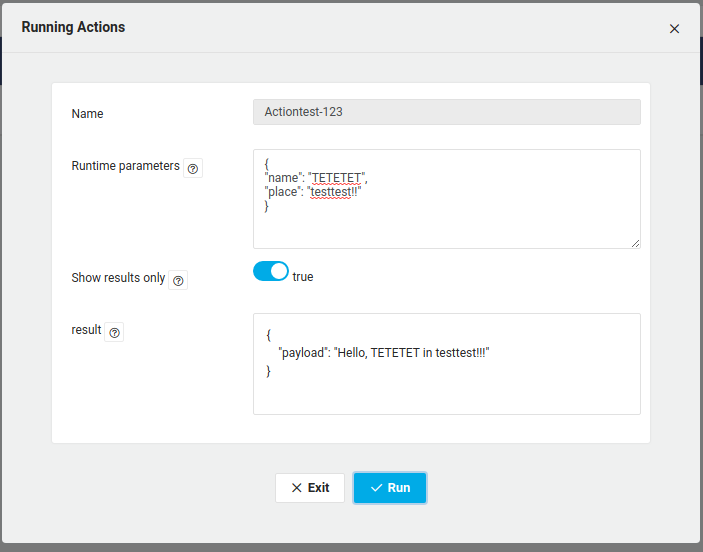 Running Actions
Name
Actiontest-123
Runtime parameters
{
"name": "TETETET",
"place": "testtest!!"
}
Show results only
true
result
{
"payload": "Hello, TETETET in testtest!!!"
}
Exit
Run